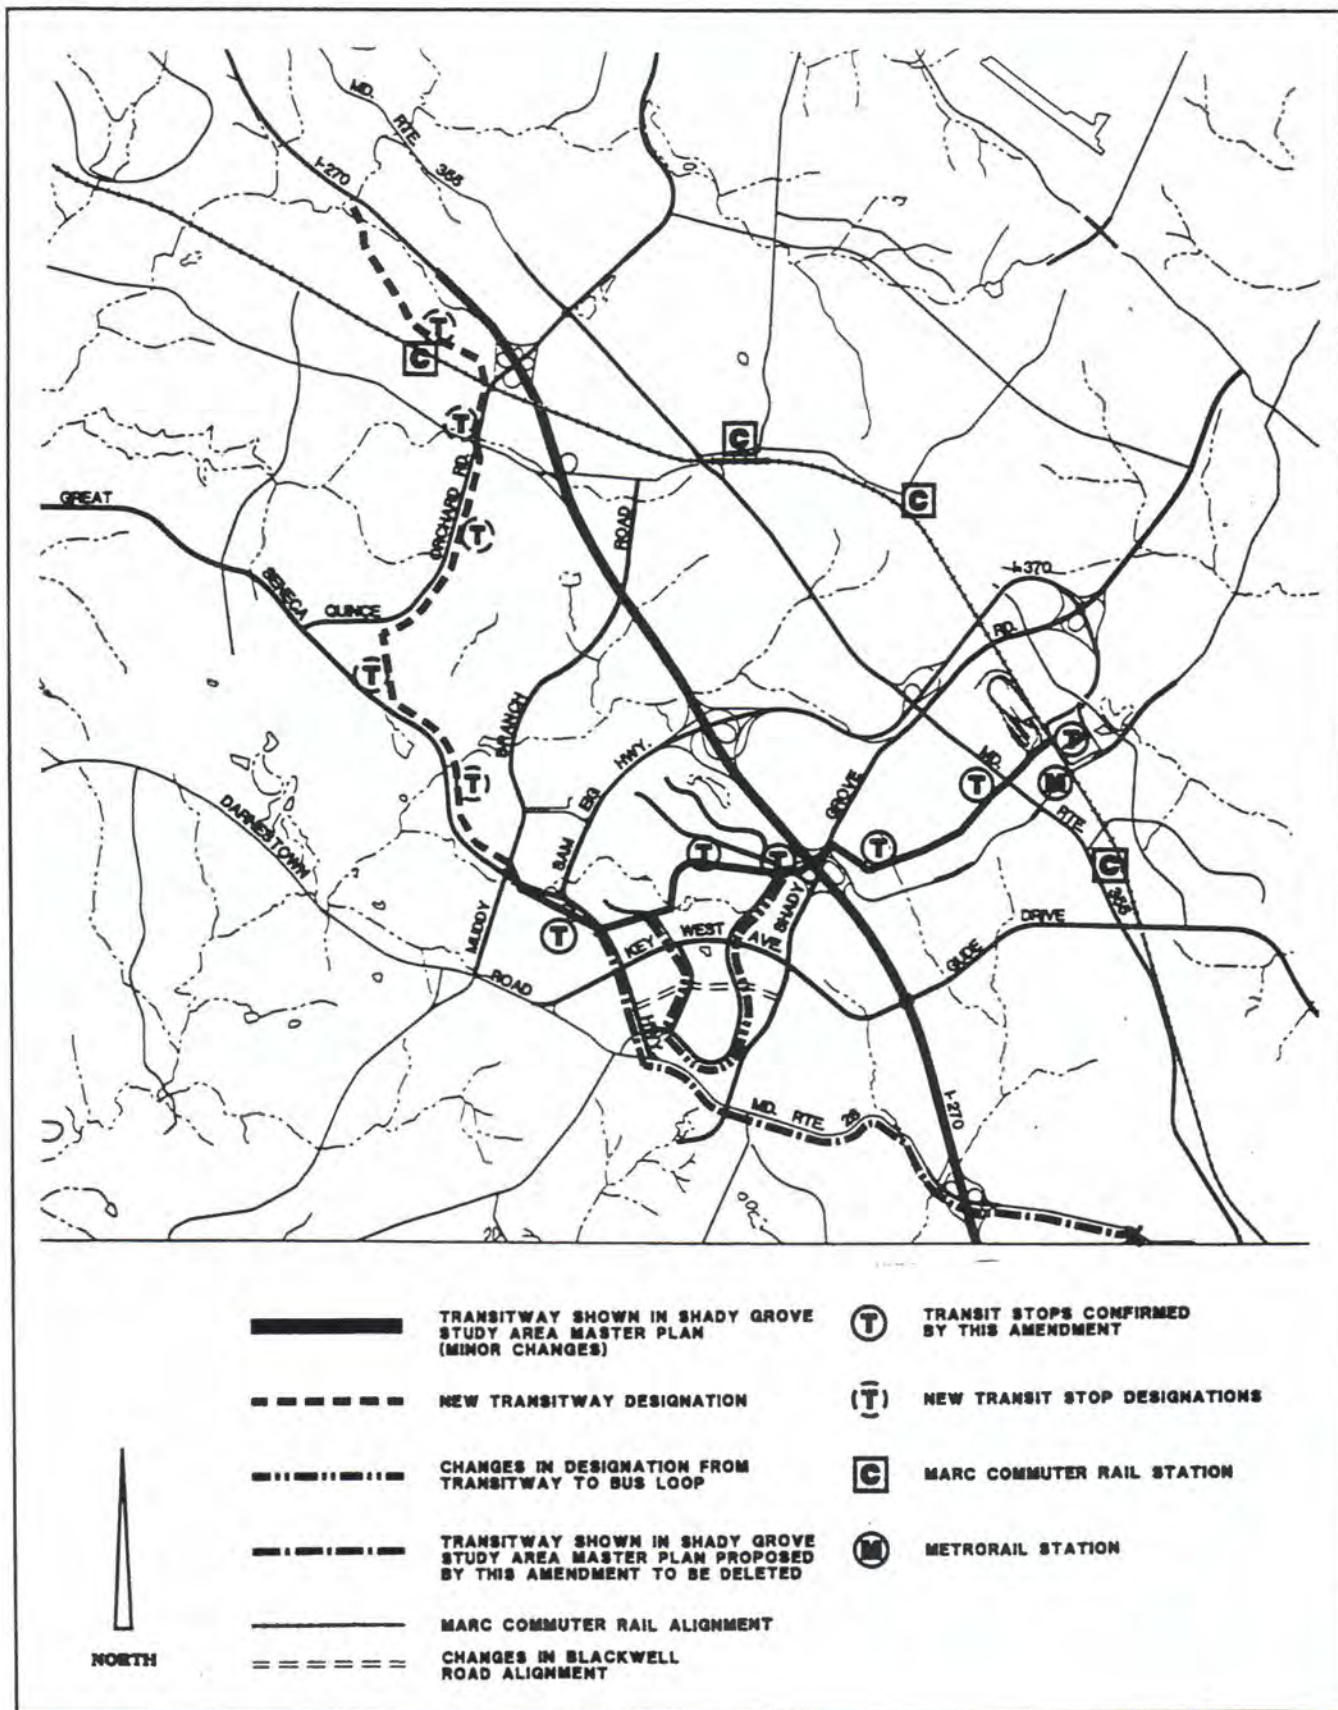 MD.
RTE.
355
I-270
T
C
T
C
C
GREAT
ORCHARD RD.
ROAD
T
SENECA
QUINCE
I-370
RD.
T
BRANCH
HWY.
MD.
T
T
T
M
BIG
GROVE
RTE.
DARNESTOWN
SAM
T
T
T
C
SHADY
355
MUDDY
T
KEY
WEST
AVE.
DRIVE
GUDE
ROAD
HWY.
MD. RTE. 28
I-270
TRANSITWAY SHOWN IN SHADY GROVE
STUDY AREA MASTER PLAN
(MINOR CHANGES)
T
TRANSIT STOPS CONFIRMED
BY THIS AMENDMENT
NEW TRANSITWAY DESIGNATION
(T)
NEW TRANSIT STOP DESIGNATIONS
CHANGES IN DESIGNATION FROM
TRANSITWAY TO BUS LOOP
C
MARC COMMUTER RAIL STATION
TRANSITWAY SHOWN IN SHADY GROVE
STUDY AREA MASTER PLAN PROPOSED
BY THIS AMENDMENT TO BE DELETED
M
METRORAIL STATION
MARC COMMUTER RAIL ALIGNMENT
CHANGES IN BLACKWELL
ROAD ALIGNMENT
NORTH